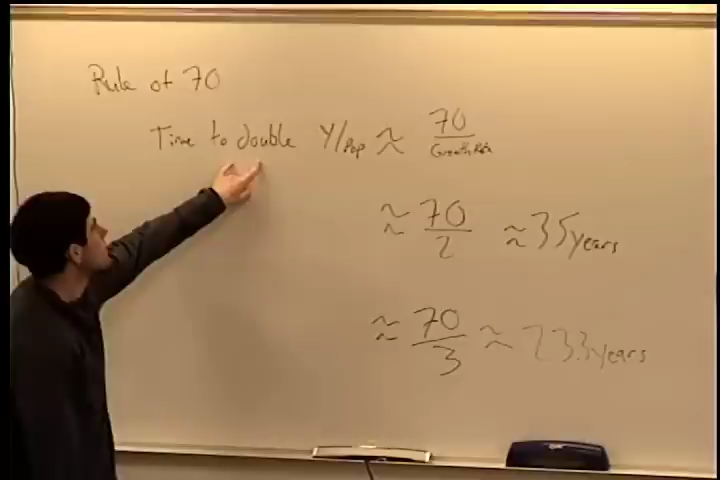 Rule of 70
Time to double Y/Pop ≈ 70/Growth Rate
≈ 70/2 ≈ 35 years
≈ 70/3 ≈ 23.3 years